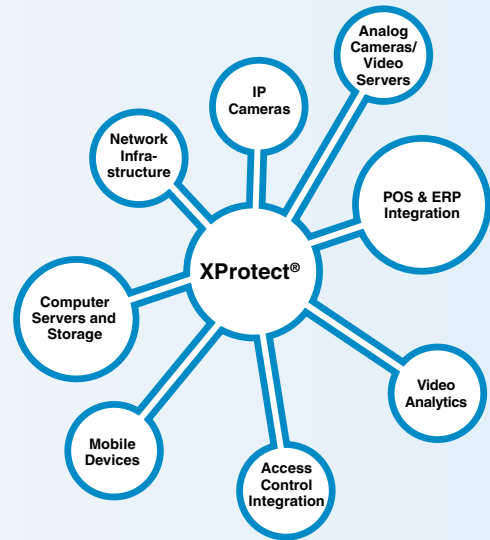 Analog
Cameras/
Video
Servers
IP
Cameras
Network
Infra-
structure
POS & ERP
Integration
XProtect®
Computer
Servers and
Storage
Video
Analytics
Mobile
Devices
Access
Control
Integration